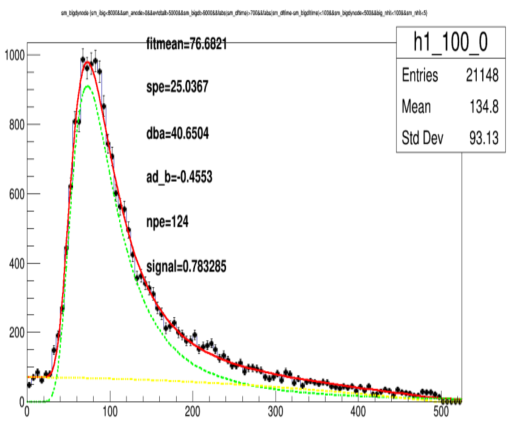 h1_100_0
Entries 21148
Mean 134.8
Std Dev 93.13
fitmean=76.6821
spe=25.0367
dba=40.6504
ad_b=-0.4553
npe=124
signal=0.783285
1000
800
600
400
200
0
0 100 200 300 400 500